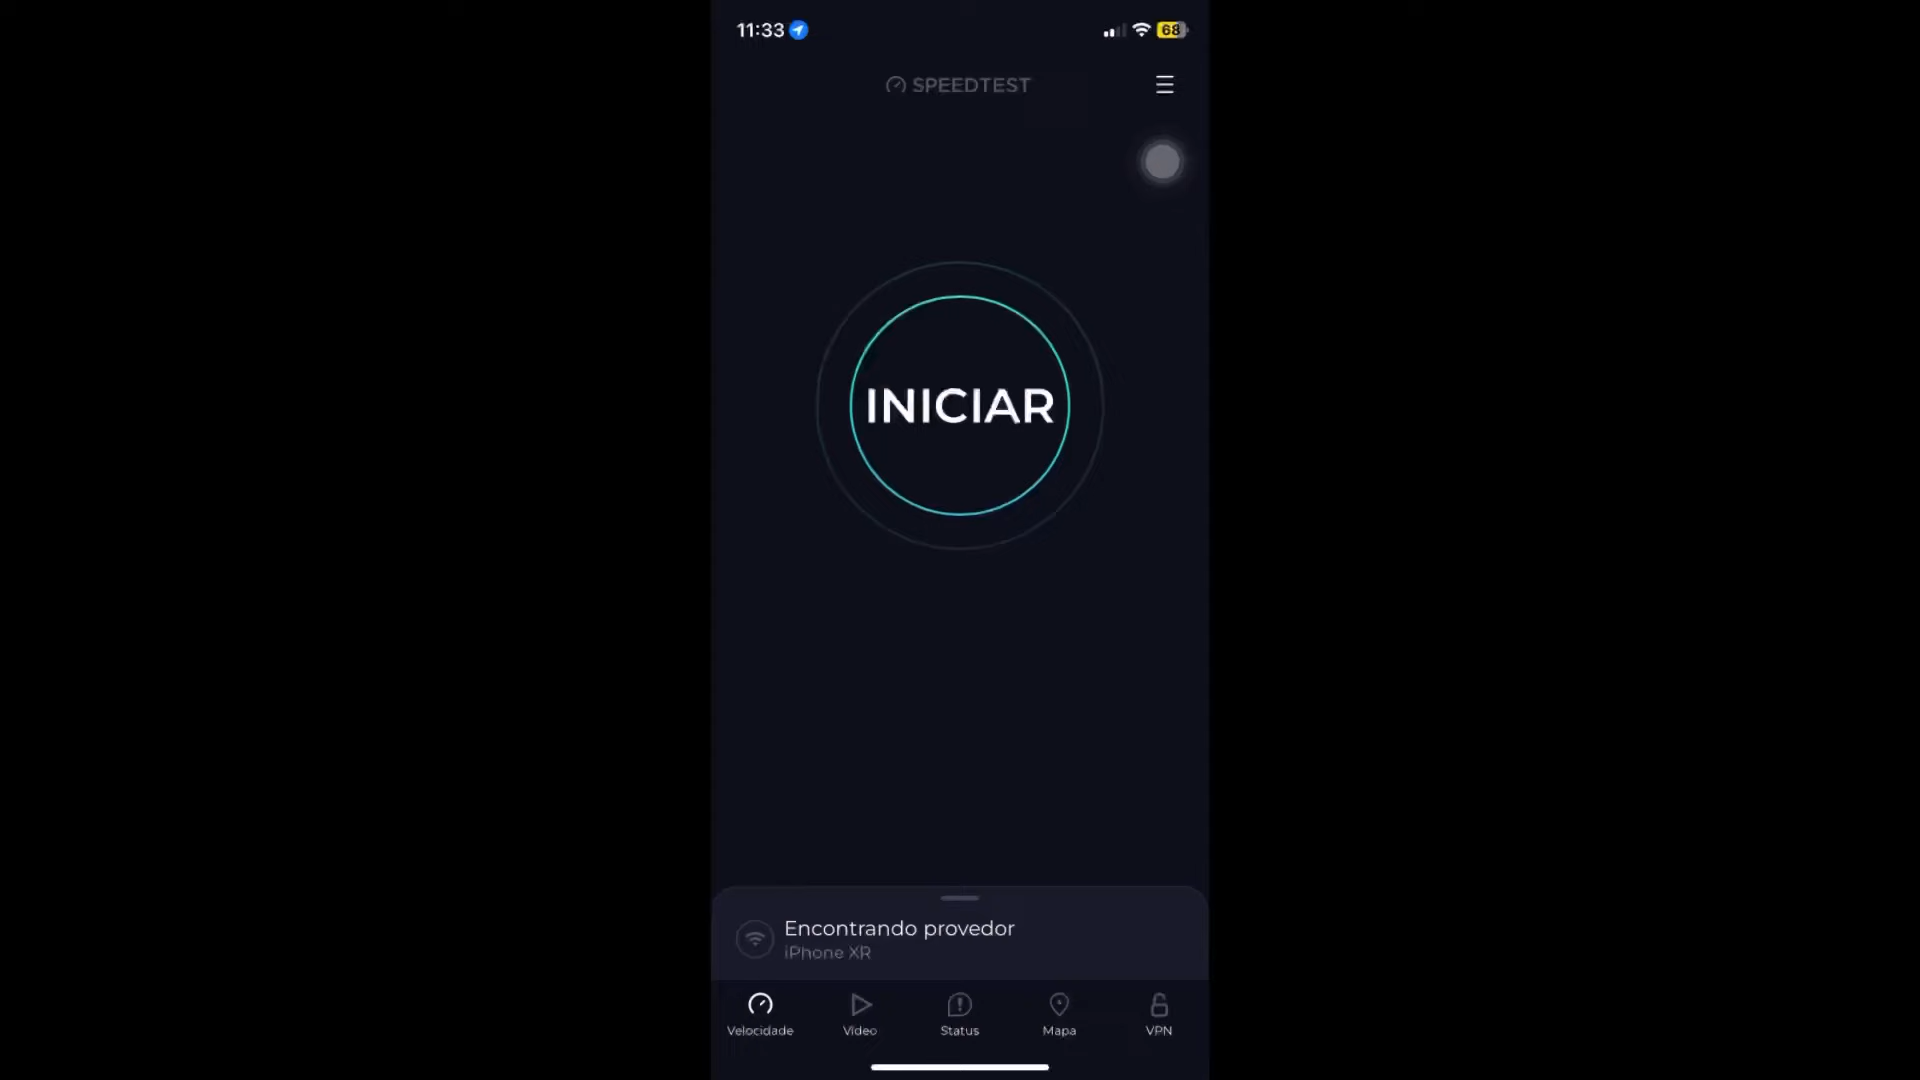 11:33
68
SPEEDTEST
INICIAR
Encontrando provedor
iPhone XR
Velocidade
Vídeo
Status
Mapa
VPN